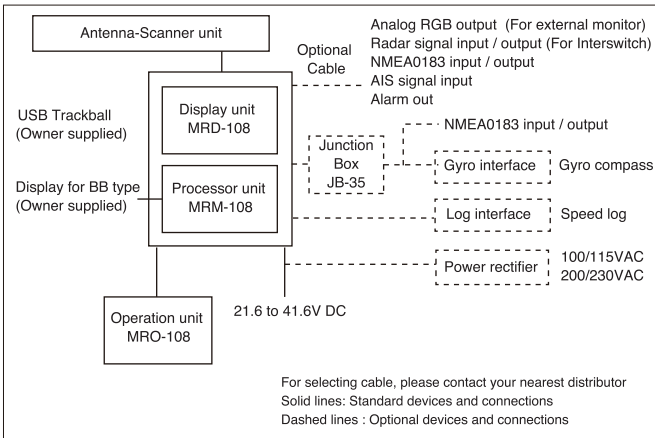 Antenna-Scanner unit
Optional
Cable
Analog RGB output (For external monitor)
Radar signal input / output (For Interswitch)
NMEA0183 input / output
AIS signal input
Alarm out
USB Trackball
(Owner supplied)
Display unit
MRD-108
Junction
Box
JB-35
NMEA0183 input / output
Gyro interface
Gyro compass
Display for BB type
(Owner supplied)
Processor unit
MRM-108
Log interface
Speed log
Power rectifier
100/115VAC
200/230VAC
Operation unit
MRO-108
21.6 to 41.6V DC
For selecting cable, please contact your nearest distributor
Solid lines: Standard devices and connections
Dashed lines : Optional devices and connections